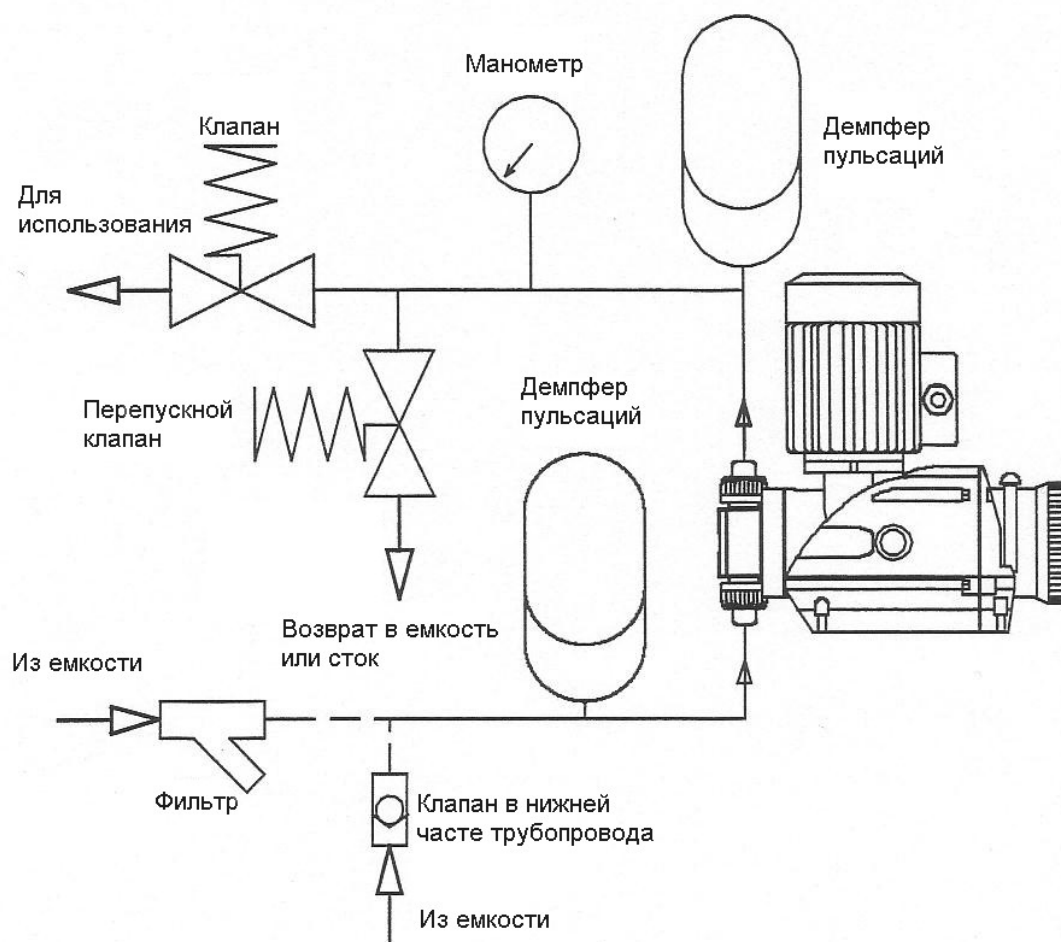 Манометр
Клапан
Демпфер
пульсаций
Для
использования
Демпфер
пульсаций
Перепускной
клапан
Возврат в емкость
или сток
Из емкости
Фильтр
Клапан в нижней
часте трубопровода
Из емкости